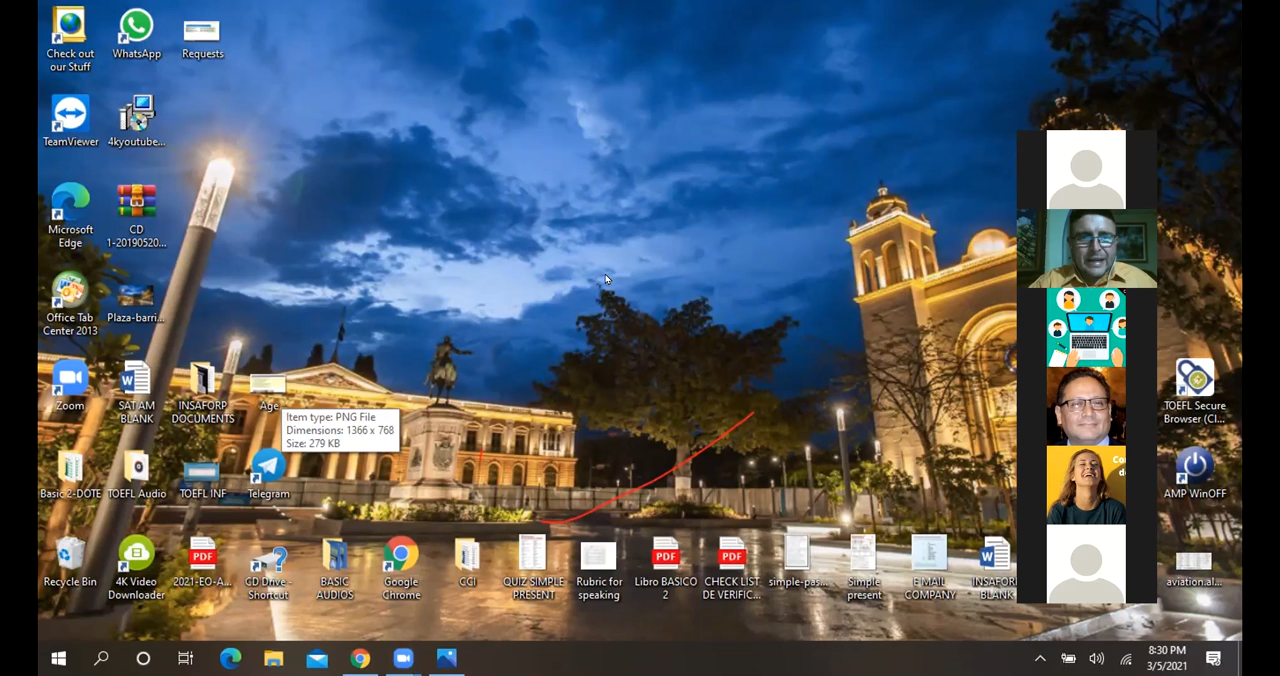 Check out
our Stuff
WhatsApp
Requests
TeamViewer
4kyoutube...
Microsoft
Edge
CD
1-20190520...
Office Tab
Center 2013
Plaza-barri...
Zoom
SAT AM
BLANK
INSAFORP
DOCUMENTS
Age
Item type: PNG File
Dimensions: 1366 x 768
Size: 279 KB
TOEFL Secure
Browser (Cl...
Basic 2-DOTE
TOEFL Audio
TOEFL INF
Telegram
AMP WinOFF
Recycle Bin
4K Video
Downloader
PDF
2021-EO-A...
CD Drive -
Shortcut
BASIC
AUDIOS
Google
Chrome
CCI
QUIZ SIMPLE
PRESENT
Rubric for
speaking
PDF
Libro BASICO
2
PDF
CHECK LIST
DE VERIFIC...
simple-pas...
Simple
present
E MAIL
COMPANY
INSAFOR
BLANK
aviation.al...
8:30 PM
3/5/2021